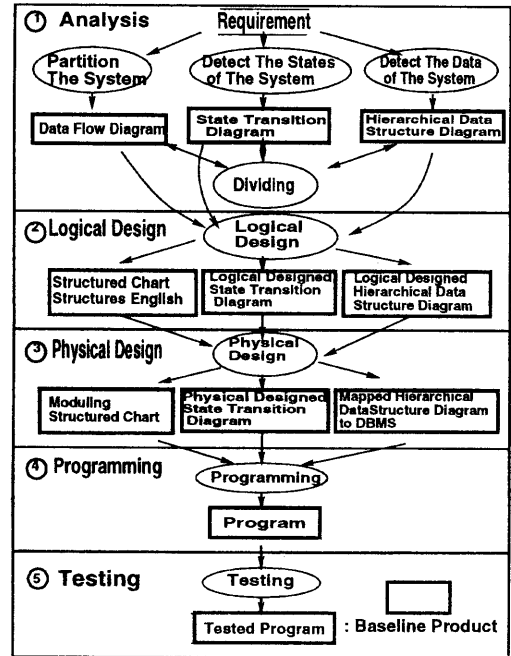 ① Analysis
Requirement
Partition
The System
Detect The States
of The System
Detect The Data
of The System
Data Flow Diagram
State Transition
Diagram
Hierarchical Data
Structure Diagram
Dividing
② Logical Design
Logical
Design
Structured Chart
Structures English
Logical Designed
State Transition
Diagram
Logical Designed
Hierarchical Data
Structure Diagram
③ Physical Design
Physical
Design
Moduling
Structured Chart
Physical Designed
State Transition
Diagram
Mapped Hierarchical
DataStructure Diagram
to DBMS
④ Programming
Programming
Program
⑤ Testing
Testing
Tested Program
: Baseline Product